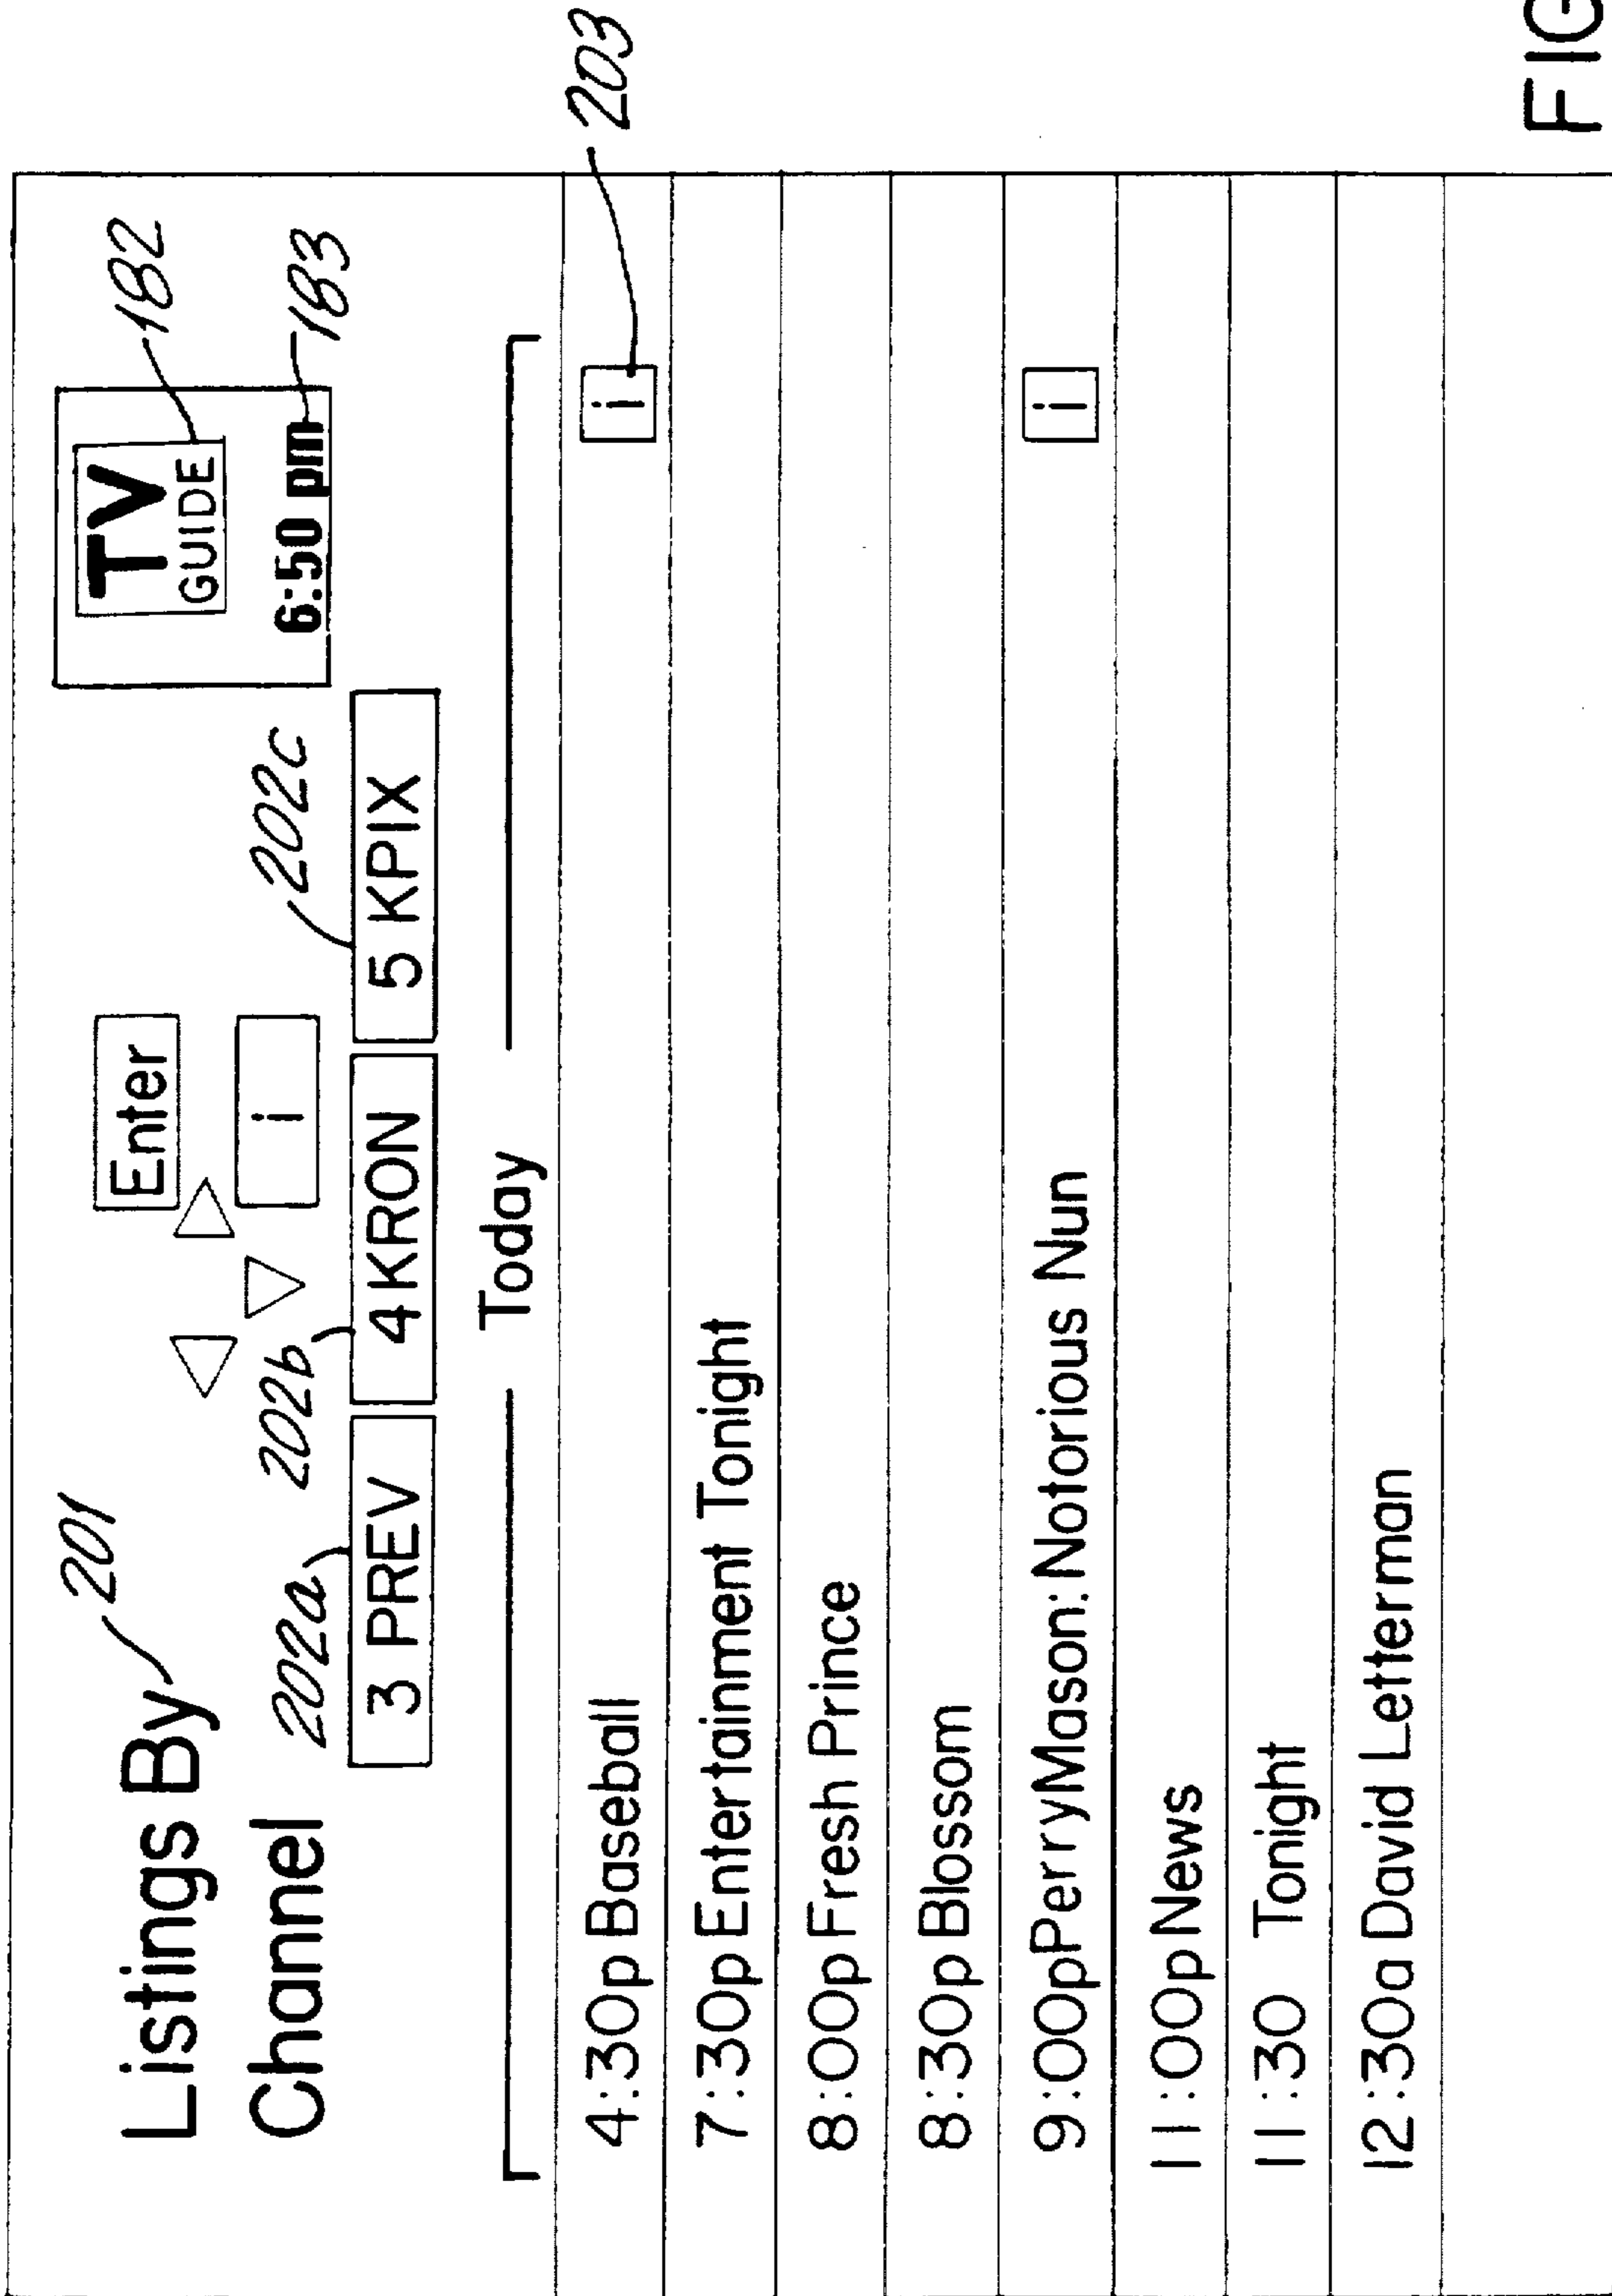 Listings By 201
Channel
Enter
i
TV
GUIDE
182
6:50 pm 183
202a 202b 202c
3 PREV 4 KRON 5 KPIX
Today
4:30p Baseball i 203
7:30p Entertainment Tonight
8:00p Fresh Prince
8:30p Blossom
9:00p Perry Mason: Notorious Nun i
11:00p News
11:30 Tonight
12:30a David Letterman
FIG